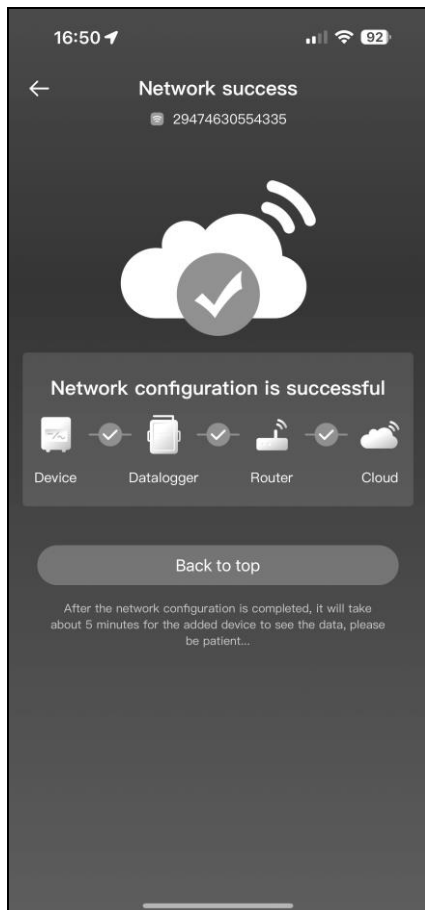 16:50
92
Network success
29474630554335
Network configuration is successful
Device Datalogger Router Cloud
Back to top
After the network configuration is completed, it will take
about 5 minutes for the added device to see the data, please
be patient...